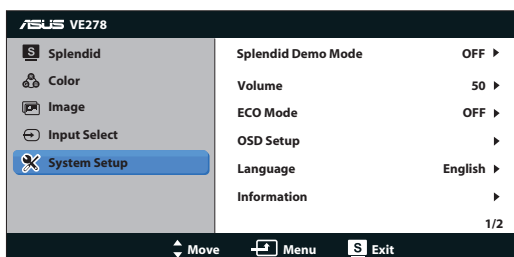 ASUS VE278
S Splendid
Color
Image
Input Select
System Setup
Splendid Demo Mode OFF
Volume 50
ECO Mode OFF
OSD Setup
Language English
Information
1/2
Move Menu S Exit